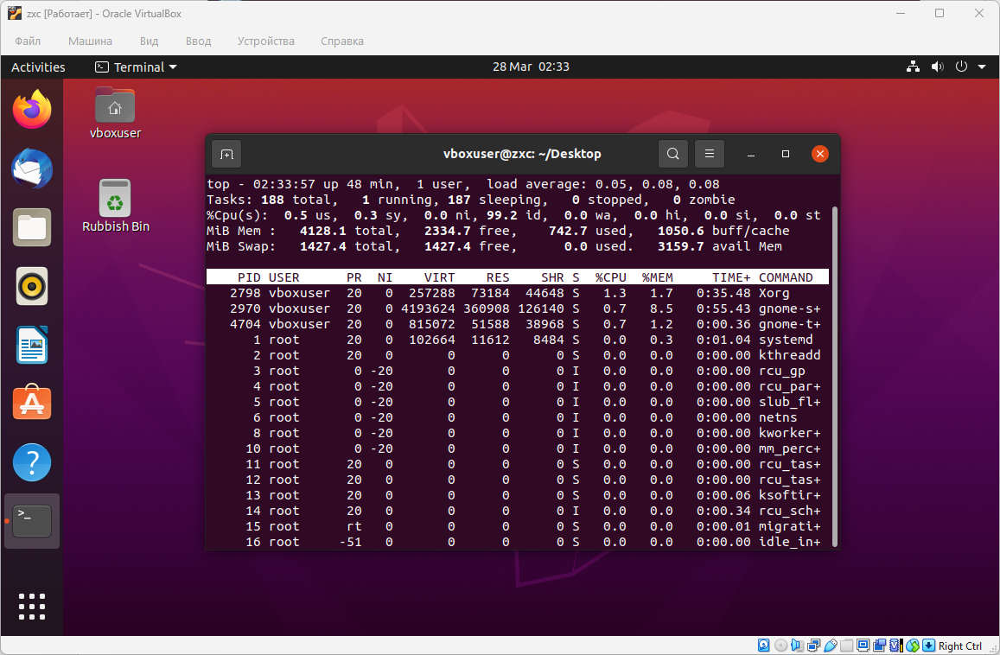 zxc [Работает] - Oracle VirtualBox
Файл Машина Вид Ввод Устройства Справка
Activities Terminal 28 Mar 02:33
vboxuser
Rubbish Bin
vboxuser@zxc: ~/Desktop
top - 02:33:57 up 48 min,  1 user,  load average: 0.05, 0.08, 0.08
Tasks: 188 total,   1 running, 187 sleeping,   0 stopped,   0 zombie
%Cpu(s):  0.5 us,  0.3 sy,  0.0 ni, 99.2 id,  0.0 wa,  0.0 hi,  0.0 si,  0.0 st
MiB Mem :   4128.1 total,   2334.7 free,    742.7 used,   1050.6 buff/cache
MiB Swap:   1427.4 total,   1427.4 free,      0.0 used.   3159.7 avail Mem
PID USER      PR  NI    VIRT    RES    SHR S  %CPU  %MEM     TIME+ COMMAND
2798 vboxuser  20   0  257288  73184  44648 S   1.3   1.7   0:35.48 Xorg
2970 vboxuser  20   0 4193624 360908 126140 S   0.7   8.5   0:55.43 gnome-s+
4704 vboxuser  20   0  815072  51588  38968 S   0.7   1.2   0:00.36 gnome-t+
1 root      20   0  102664  11612   8484 S   0.0   0.3   0:01.04 systemd
2 root      20   0       0      0      0 S   0.0   0.0   0:00.00 kthreadd
3 root       0 -20       0      0      0 I   0.0   0.0   0:00.00 rcu_gp
4 root       0 -20       0      0      0 I   0.0   0.0   0:00.00 rcu_par+
5 root       0 -20       0      0      0 I   0.0   0.0   0:00.00 slub_fl+
6 root       0 -20       0      0      0 I   0.0   0.0   0:00.00 netns
8 root       0 -20       0      0      0 I   0.0   0.0   0:00.00 kworker+
10 root       0 -20       0      0      0 I   0.0   0.0   0:00.00 mm_perc+
11 root      20   0       0      0      0 S   0.0   0.0   0:00.00 rcu_tas+
12 root      20   0       0      0      0 S   0.0   0.0   0:00.00 rcu_tas+
13 root      20   0       0      0      0 S   0.0   0.0   0:00.06 ksoftir+
14 root      20   0       0      0      0 I   0.0   0.0   0:00.34 rcu_sch+
15 root      rt   0       0      0      0 S   0.0   0.0   0:00.01 migrati+
16 root     -51   0       0      0      0 S   0.0   0.0   0:00.00 idle_in+
Right Ctrl